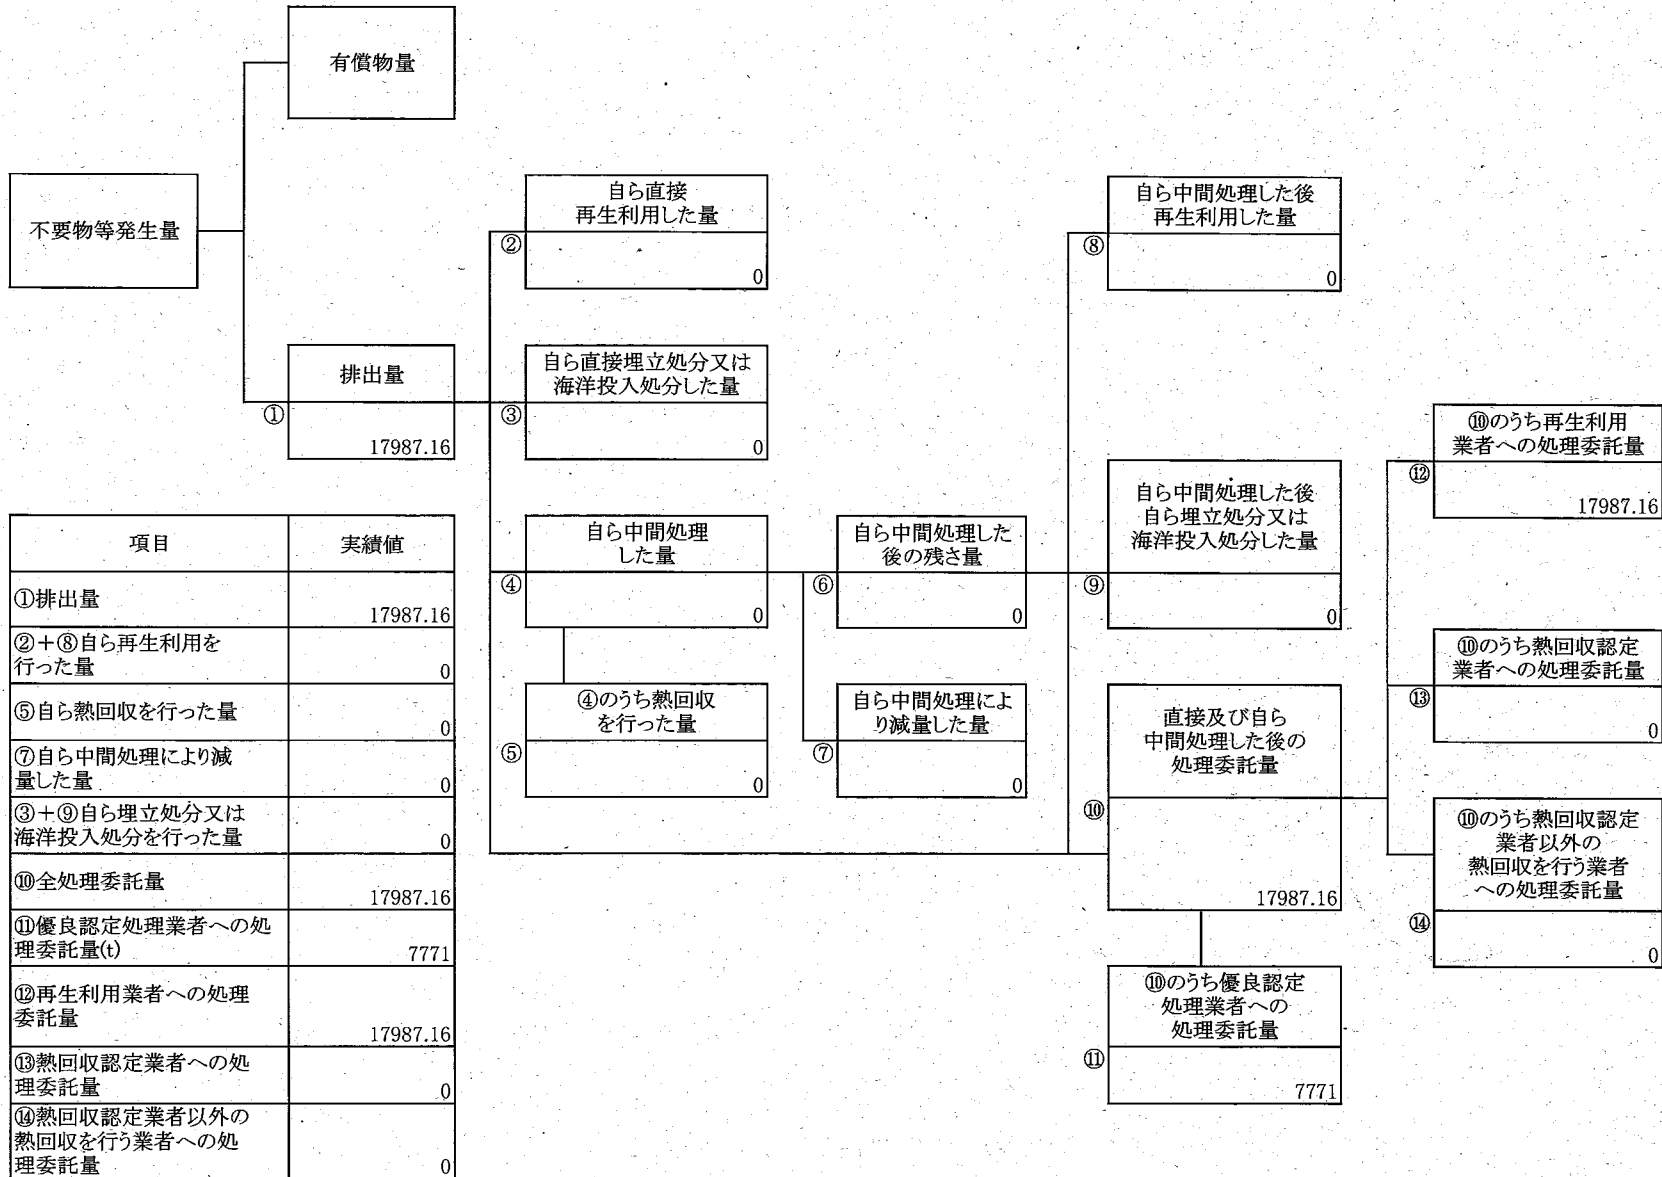 有償物量
不要物等発生量
自ら直接
再生利用した量
②
0
自ら中間処理した後
再生利用した量
⑧
0
排出量
①
17987.16
自ら直接埋立処分又は
海洋投入処分した量
③
0
⑩のうち再生利用
業者への処理委託量
⑫
17987.16
自ら中間処理
した量
④
0
自ら中間処理した
後の残さ量
⑥
0
自ら中間処理した後
自ら埋立処分又は
海洋投入処分した量
⑨
0
⑩のうち熱回収認定
業者への処理委託量
⑬
0
④のうち熱回収
を行った量
⑤
0
自ら中間処理によ
り減量した量
⑦
0
直接及び自ら
中間処理した後の
処理委託量
⑩
17987.16
⑩のうち熱回収認定
業者以外の
熱回収を行う業者
への処理委託量
⑭
0
⑩のうち優良認定
処理業者への
処理委託量
⑪
7771
項目 実績値
①排出量
17987.16
②+⑧自ら再生利用を
行った量
0
⑤自ら熱回収を行った量
0
⑦自ら中間処理により減
量した量
0
③+⑨自ら埋立処分又は
海洋投入処分を行った量
0
⑩全処理委託量
17987.16
⑪優良認定処理業者への処
理委託量(t)
7771
⑫再生利用業者への処理
委託量
17987.16
⑬熱回収認定業者への処
理委託量
0
⑭熱回収認定業者以外の
熱回収を行う業者への処
理委託量
0